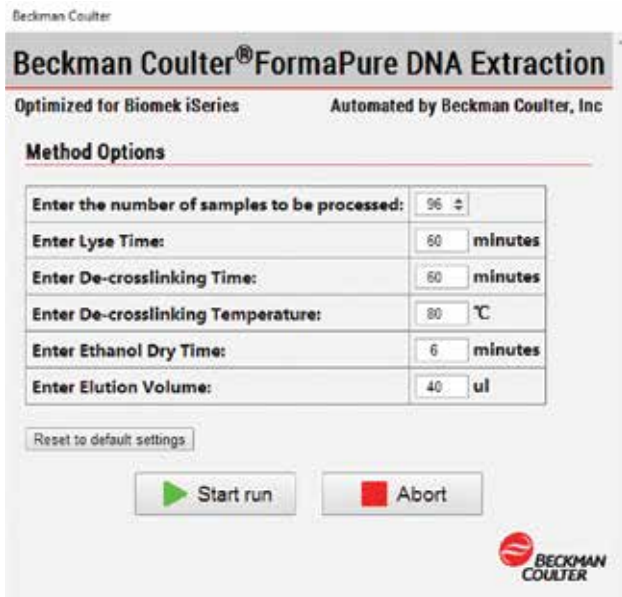 Beckman Coulter
Beckman Coulter®FormaPure DNA Extraction
Optimized for Biomek iSeries Automated by Beckman Coulter, Inc
Method Options
Enter the number of samples to be processed: 96
Enter Lyse Time: 60 minutes
Enter De-crosslinking Time: 60 minutes
Enter De-crosslinking Temperature: 80 ℃
Enter Ethanol Dry Time: 6 minutes
Enter Elution Volume: 40 ul
Reset to default settings
Start run Abort
BECKMAN
COULTER